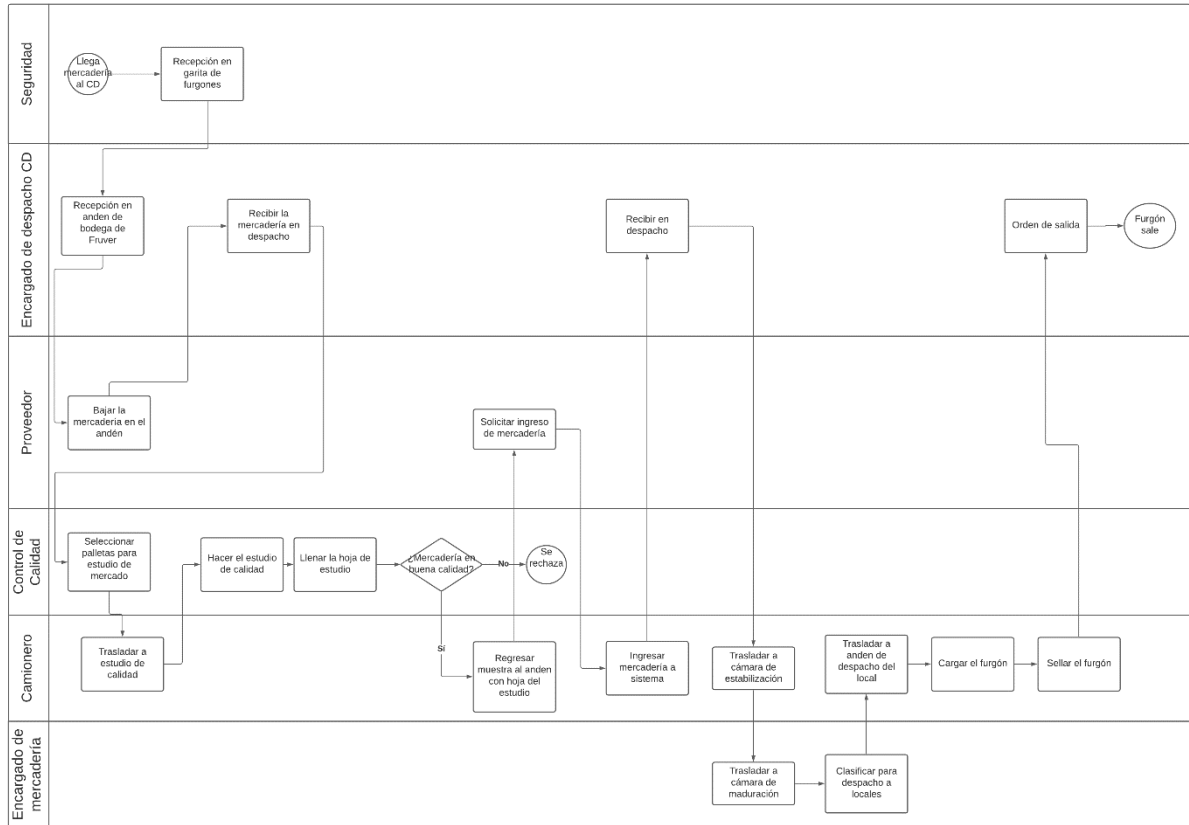 Seguridad
Llega
mercadería
al CD
Recepción en
garita de
furgones
Encargado de despacho CD
Recepción en
anden de
bodega de
Fruver
Recibir la
mercadería en
despacho
Recibir en
despacho
Orden de salida
Furgón
sale
Proveedor
Bajar la
mercadería en el
andén
Solicitar ingreso
de mercadería
Control de
Calidad
Seleccionar
palletas para
estudio de
mercado
Hacer el estudio
de calidad
Llenar la hoja de
estudio
¿Mercadería en
buena calidad?
No
Se
rechaza
Sí
Camionero
Trasladar a
estudio de
calidad
Regresar
muestra al anden
con hoja del
estudio
Ingresar
mercadería a
sistema
Trasladar a
cámara de
estabilización
Trasladar a
anden de
despacho del
local
Cargar el furgón
Sellar el furgón
Encargado de
mercadería
Trasladar a
cámara de
maduración
Clasificar para
despacho a
locales